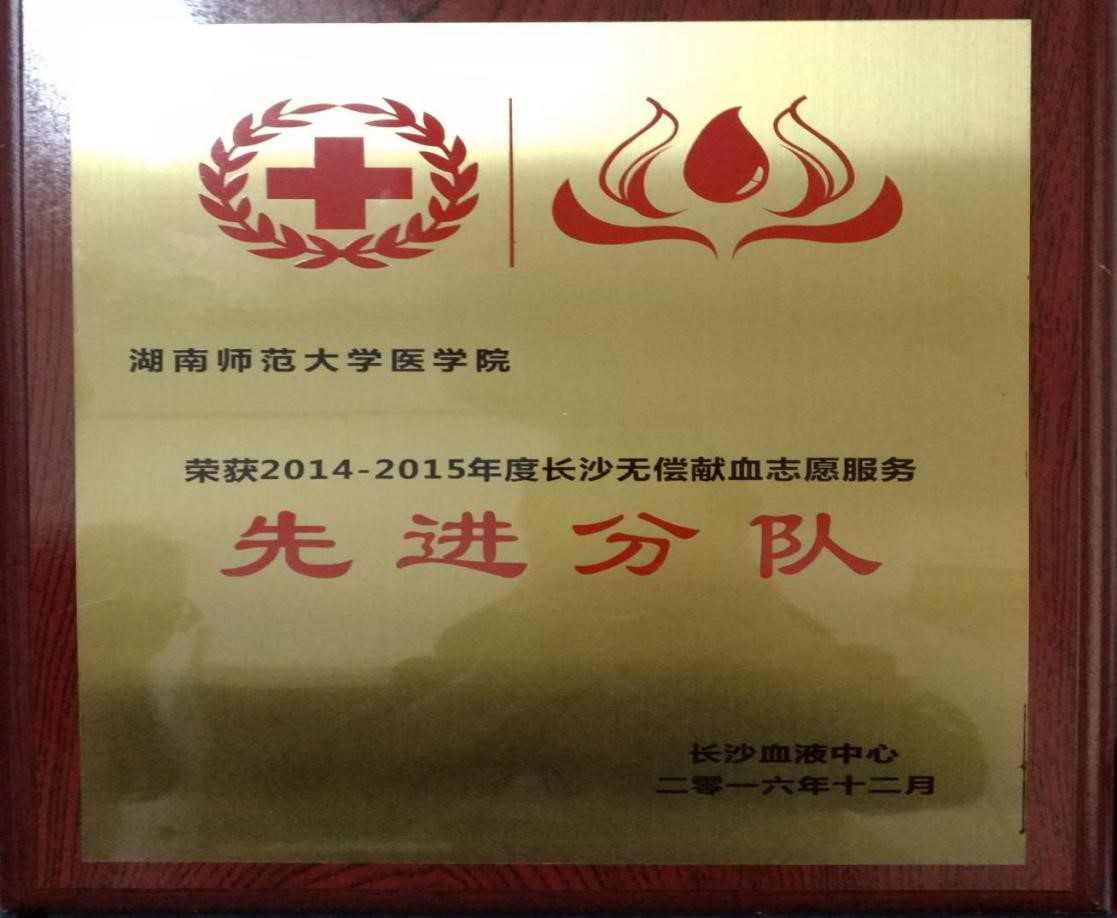 湖南师范大学医学院
荣获2014-2015年度长沙无偿献血志愿服务
先进分队
长沙血液中心
二零一六年十二月